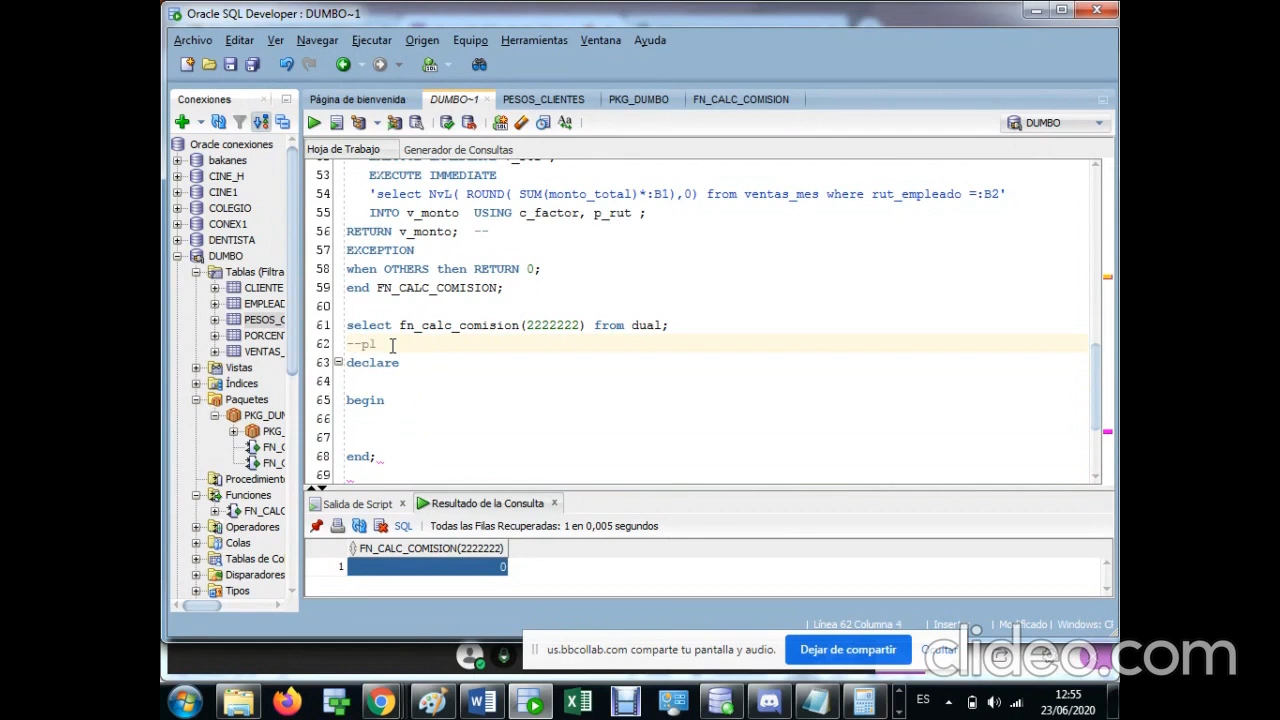 Oracle SQL Developer : DUMBO~1
Archivo Editar Ver Navegar Ejecutar Origen Equipo Herramientas Ventana Ayuda
Conexiones
Página de bienvenida DUMBO~1 PESOS_CLIENTES PKG_DUMBO FN_CALC_COMISION
DUMBO
Hoja de Trabajo Generador de Consultas
Oracle conexiones
bakanes
CINE_H
CINE1
COLEGIO
CONEX1
DENTISTA
DUMBO
Tablas (Filtra
CLIENTE
EMPLEAD
PESOS_C
PORCEN
VENTAS_
Vistas
Índices
Paquetes
PKG_DUM
PKG_
FN_C
FN_C
Procedimiento
Funciones
FN_CALC
Operadores
Colas
Tablas de Co
Disparadores
Tipos
53 EXECUTE IMMEDIATE
54 'select NvL( ROUND( SUM(monto_total)*:B1),0) from ventas_mes where rut_empleado =:B2'
55 INTO v_monto USING c_factor, p_rut ;
56 RETURN v_monto; --
57 EXCEPTION
58 when OTHERS then RETURN 0;
59 end FN_CALC_COMISION;
60
61 select fn_calc_comision(2222222) from dual;
62 --pl
63 declare
64
65 begin
66
67
68 end;
69
Salida de Script Resultado de la Consulta
SQL Todas las Filas Recuperadas: 1 en 0,005 segundos
FN_CALC_COMISION(2222222)
1 0
Línea 62 Columna 4 Insert Modificado Windows: C
us.bbcollab.com comparte tu pantalla y audio. Dejar de compartir Ocultar
clideo.com
ES 12:55
23/06/2020